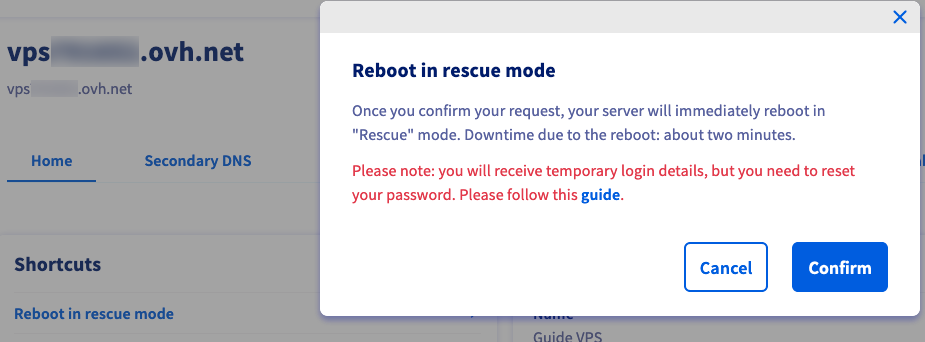 vps .ovh.net
vps .ovh.net
Home
Secondary DNS
Shortcuts
Reboot in rescue mode
Name
Guide VPS
Reboot in rescue mode
Once you confirm your request, your server will immediately reboot in
"Rescue" mode. Downtime due to the reboot: about two minutes.
Please note: you will receive temporary login details, but you need to reset
your password. Please follow this guide.
Cancel
Confirm